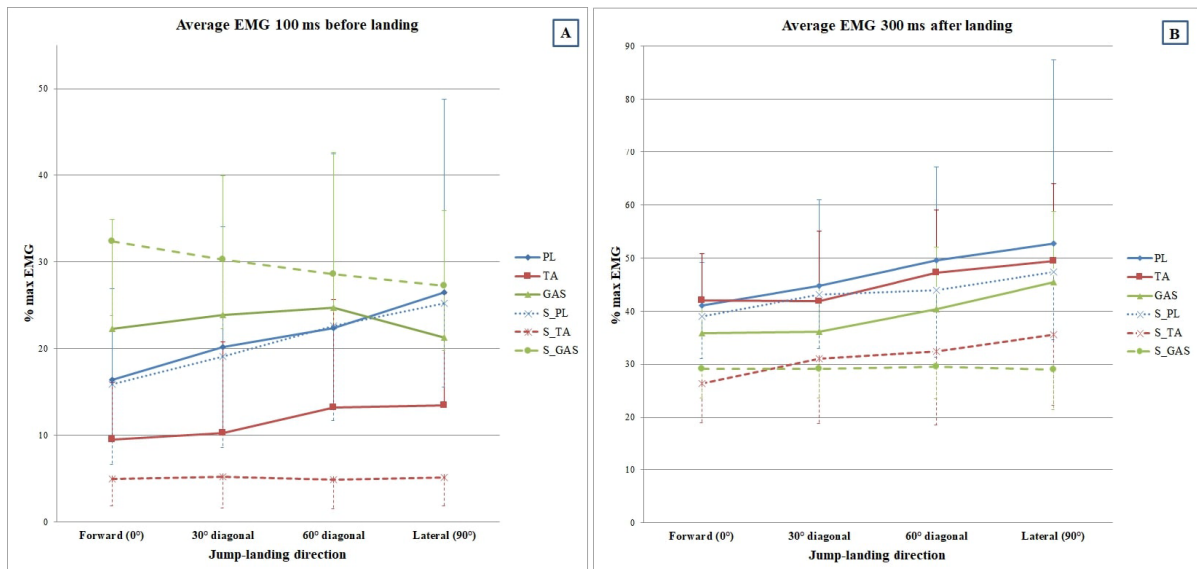 Average EMG 100 ms before landing
A
% max EMG
50
40
30
20
10
0
Forward (0°) 30° diagonal 60° diagonal Lateral (90°)
Jump-landing direction
PL
TA
GAS
S_PL
S_TA
S_GAS
Average EMG 300 ms after landing
B
% max EMG
90
80
70
60
50
40
30
20
10
0
Forward (0°) 30° diagonal 60° diagonal Lateral (90°)
Jump-landing direction
PL
TA
GAS
S_PL
S_TA
S_GAS